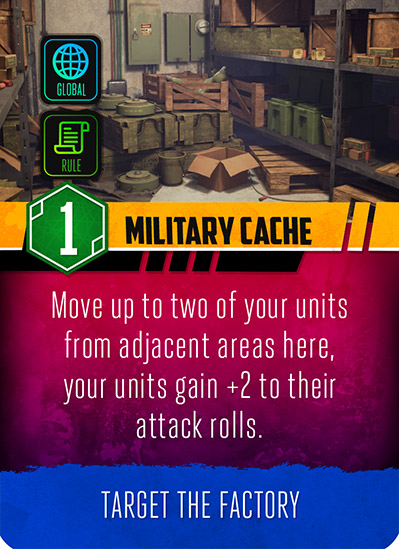 GLOBAL
RULE
1
MILITARY CACHE
Move up to two of your units
from adjacent areas here,
your units gain +2 to their
attack rolls.
TARGET THE FACTORY